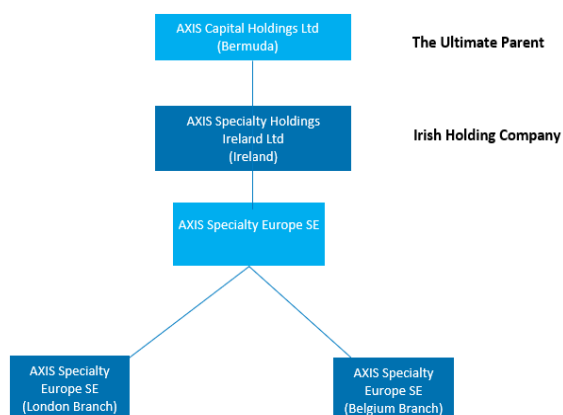 AXIS Capital Holdings Ltd
(Bermuda)
The Ultimate Parent
AXIS Specialty Holdings
Ireland Ltd
(Ireland)
Irish Holding Company
AXIS Specialty Europe SE
AXIS Specialty
Europe SE
(London Branch)
AXIS Specialty
Europe SE
(Belgium Branch)